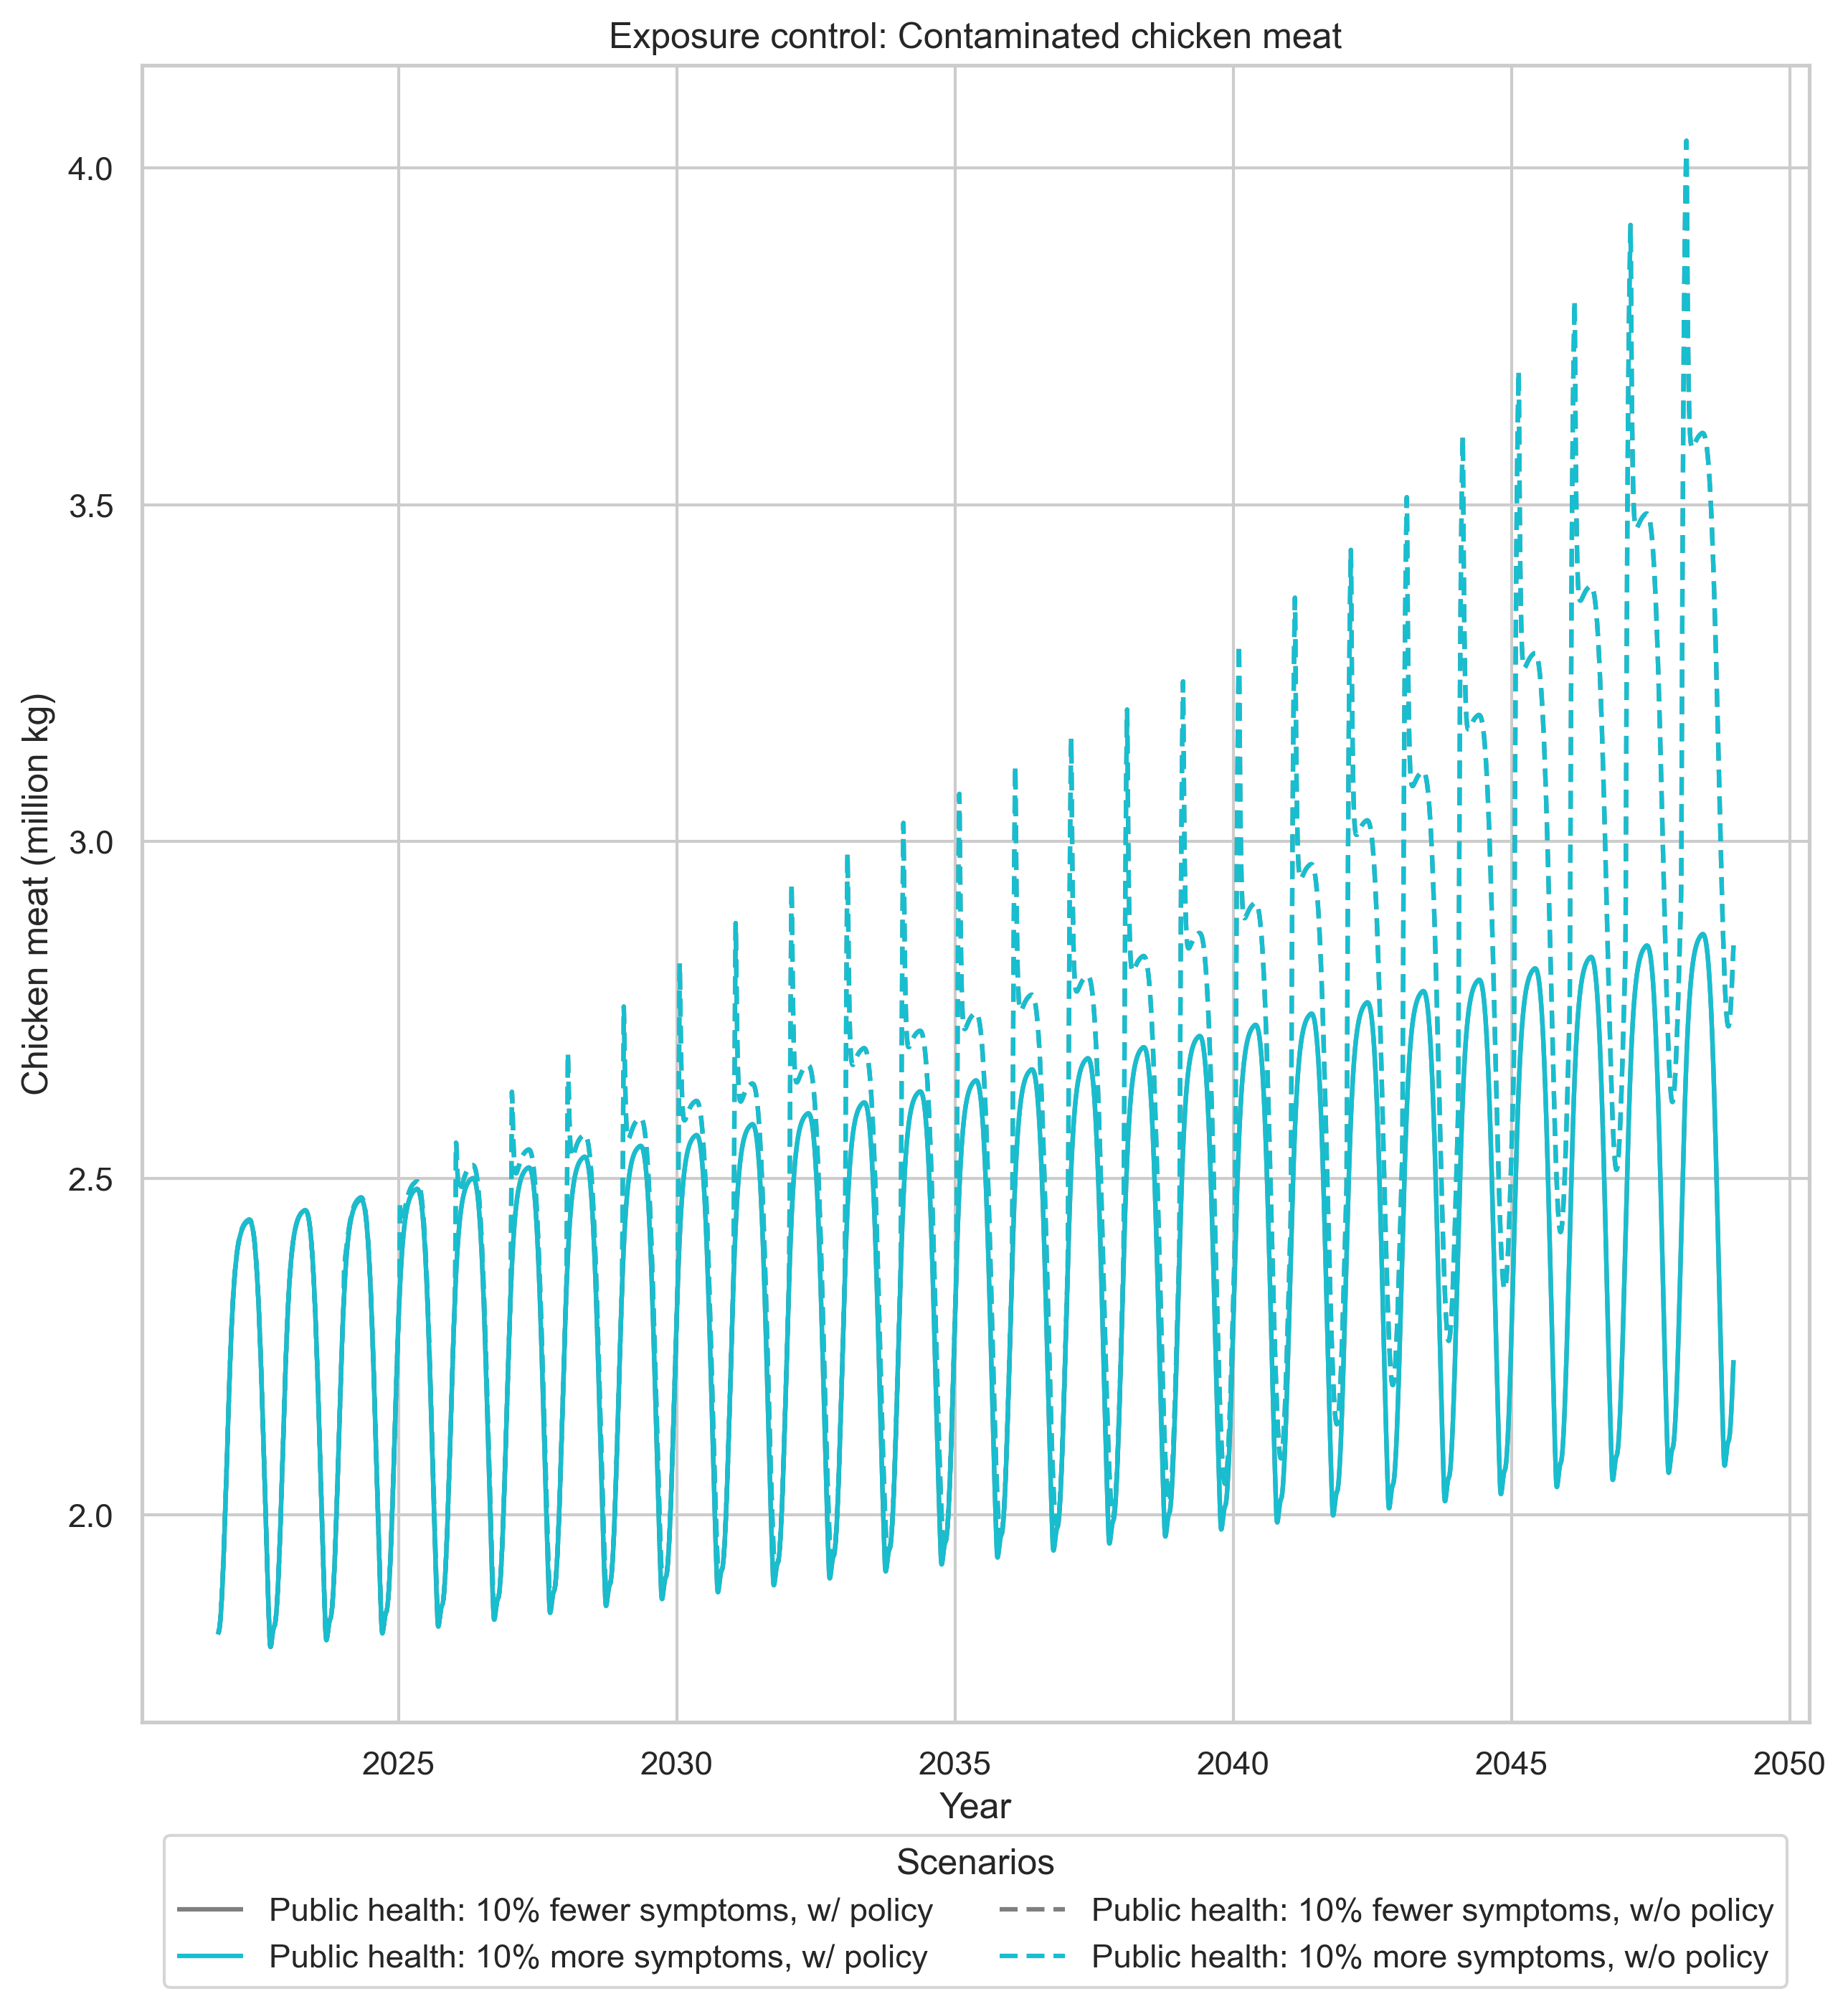 Exposure control: Contaminated chicken meat
4.0
3.5
3.0
2.5
2.0
Chicken meat (million kg)
2025 2030 2035 2040 2045 2050
Year
Scenarios
Public health: 10% fewer symptoms, w/ policy
Public health: 10% more symptoms, w/ policy
Public health: 10% fewer symptoms, w/o policy
Public health: 10% more symptoms, w/o policy